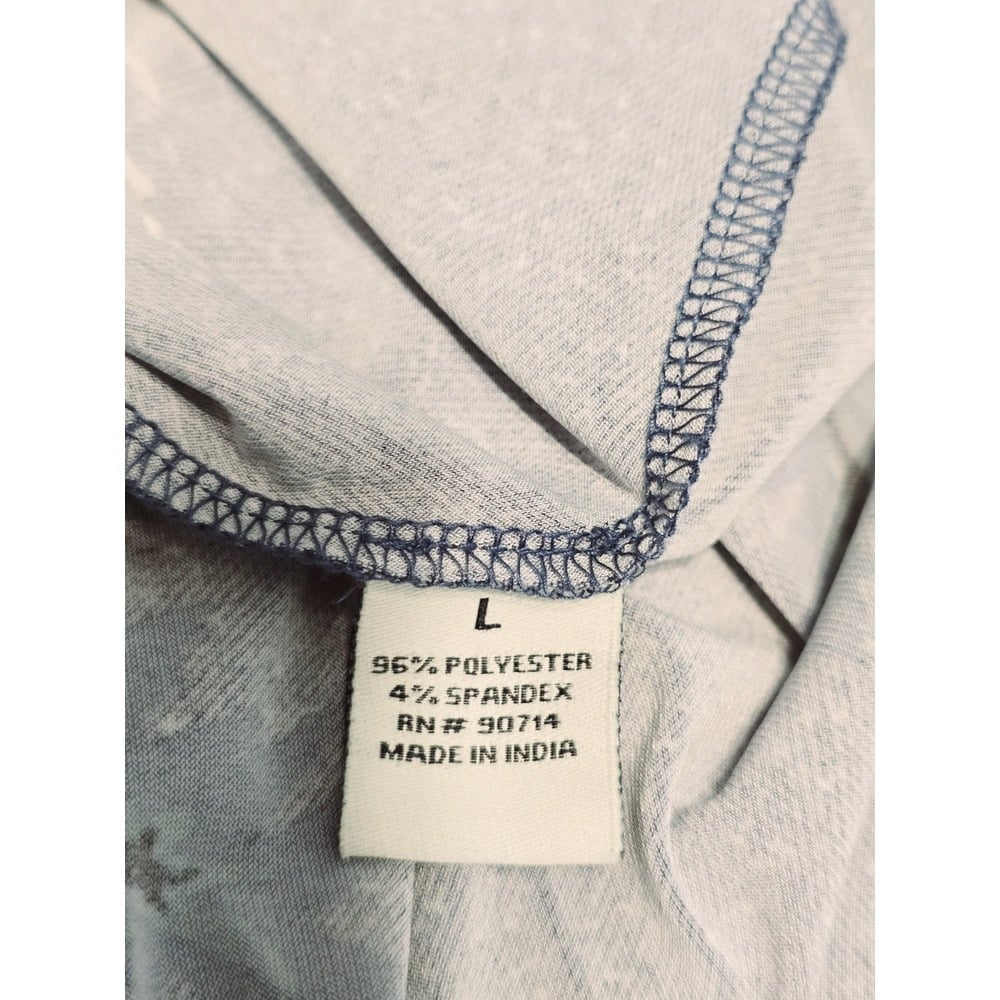 L
96% POLYESTER
4% SPANDEX
RN# 90714
MADE IN INDIA